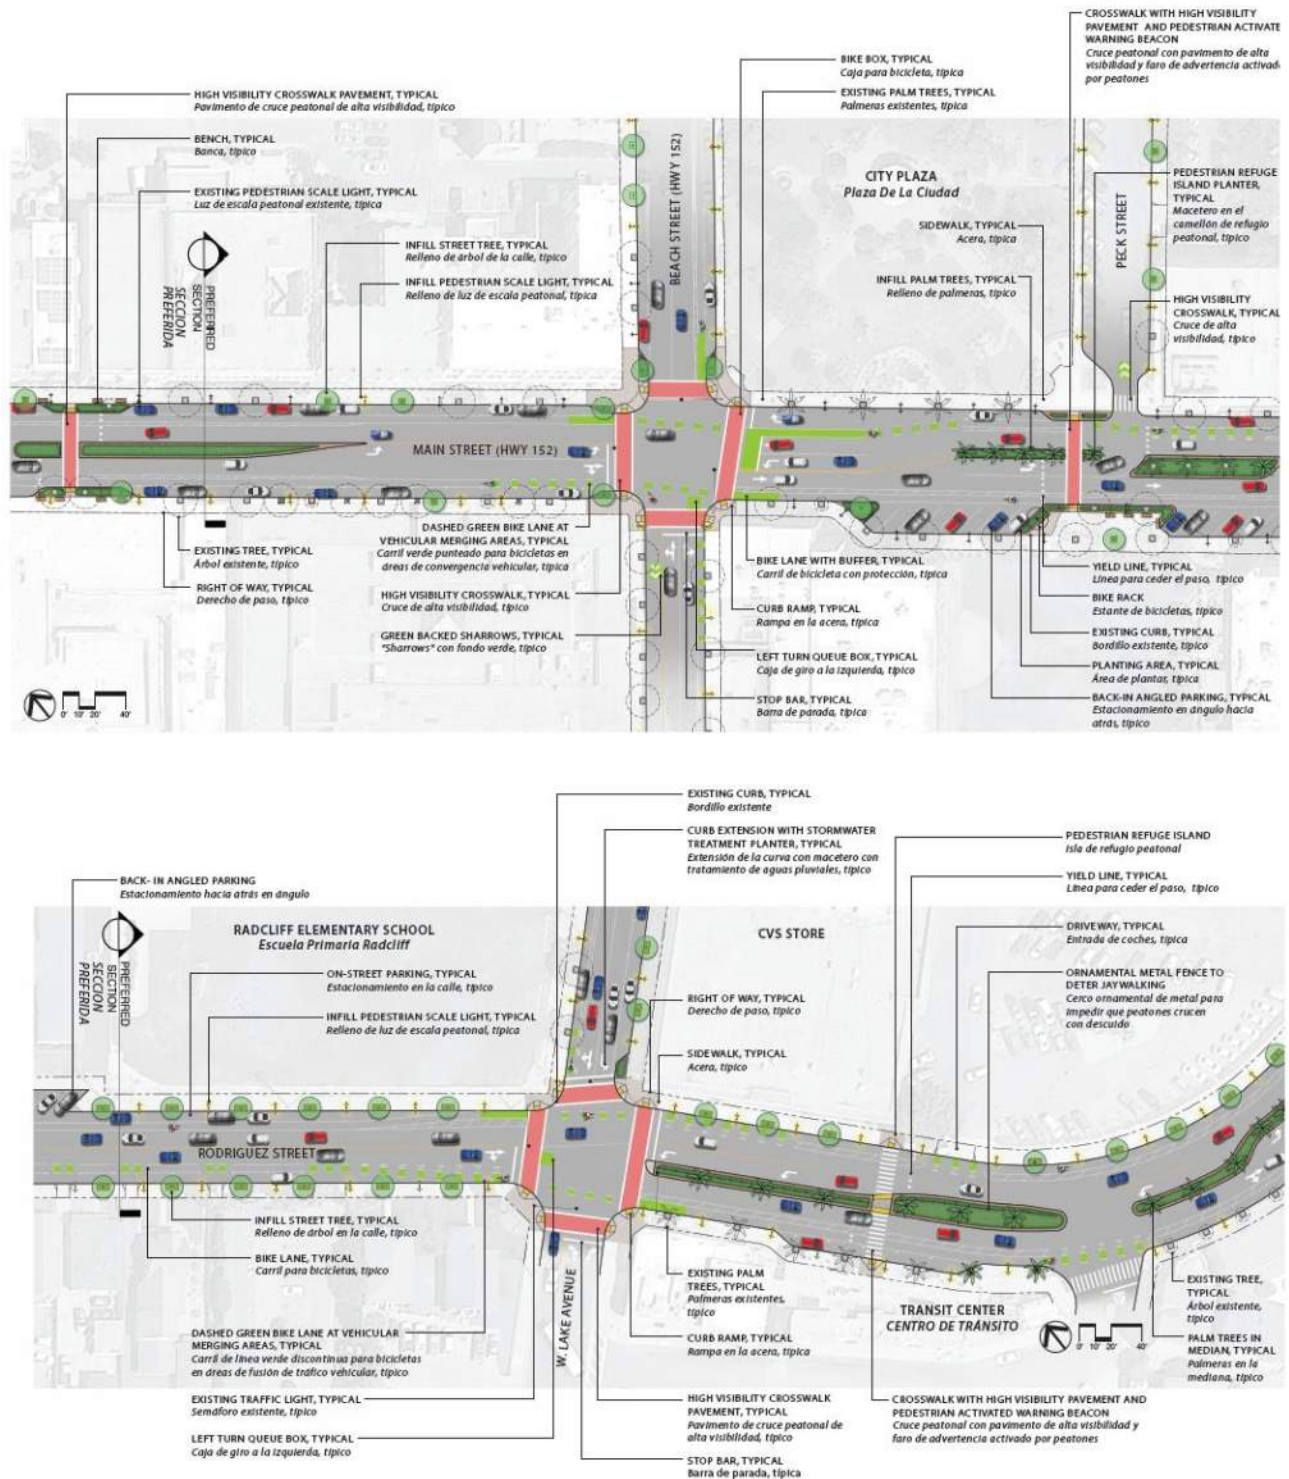 CROSSWALK WITH HIGH VISIBILITY
PAVEMENT AND PEDESTRIAN ACTIVATE
WARNING BEACON
Cruce peatonal con pavimento de alta
visibilidad y faro de advertencia activado
por peatones
BIKE BOX, TYPICAL
Caja para bicicleta, típica
EXISTING PALM TREES, TYPICAL
Palmeras existentes, típica
HIGH VISIBILITY CROSSWALK PAVEMENT, TYPICAL
Pavimento de cruce peatonal de alta visibilidad, típico
BENCH, TYPICAL
Banca, típico
EXISTING PEDESTRIAN SCALE LIGHT, TYPICAL
Luz de escala peatonal existente, típica
INFILL STREET TREE, TYPICAL
Relleno de árbol de la calle, típico
INFILL PEDESTRIAN SCALE LIGHT, TYPICAL
Relleno de luz de escala peatonal, típica
PREFERRED
SECTION
SECCION
PREFERIDA
BEACH STREET (HWY 152)
CITY PLAZA
Plaza De La Ciudad
SIDEWALK, TYPICAL
Acera, típica
INFILL PALM TREES, TYPICAL
Relleno de palmeras, típico
PECK STREET
PEDESTRIAN REFUGE
ISLAND PLANTER,
TYPICAL
Macetero en el
camellón de refugio
peatonal, típico
HIGH VISIBILITY
CROSSWALK, TYPICAL
Cruce de alta
visibilidad, típico
MAIN STREET (HWY 152)
EXISTING TREE, TYPICAL
Árbol existente, típico
RIGHT OF WAY, TYPICAL
Derecho de paso, típico
DASHED GREEN BIKE LANE AT
VEHICULAR MERGING AREAS, TYPICAL
Carril verde punteado para bicicletas en
áreas de convergencia vehicular, típica
HIGH VISIBILITY CROSSWALK, TYPICAL
Cruce de alta visibilidad, típico
GREEN BACKED SHARROWS, TYPICAL
"Sharrows" con fondo verde, típico
BIKE LANE WITH BUFFER, TYPICAL
Carril de bicicleta con protección, típica
CURB RAMP, TYPICAL
Rampa en la acera, típica
LEFT TURN QUEUE BOX, TYPICAL
Caja de giro a la izquierda, típico
STOP BAR, TYPICAL
Barra de parada, típica
YIELD LINE, TYPICAL
Línea para ceder el paso, típico
BIKE RACK
Estante de bicicletas, típico
EXISTING CURB, TYPICAL
Bordillo existente, típico
PLANTING AREA, TYPICAL
Área de plantar, típica
BACK-IN ANGLED PARKING, TYPICAL
Estacionamiento en ángulo hacia
atrás, típico
0' 10' 20' 40'
EXISTING CURB, TYPICAL
Bordillo existente
CURB EXTENSION WITH STORMWATER
TREATMENT PLANTER, TYPICAL
Extensión de la curva con macetero con
tratamiento de aguas pluviales, típico
PEDESTRIAN REFUGE ISLAND
Isla de refugio peatonal
YIELD LINE, TYPICAL
Línea para ceder el paso, típico
BACK- IN ANGLED PARKING
Estacionamiento hacia atrás en ángulo
PREFERRED
SECTION
SECCION
PREFERIDA
RADCLIFF ELEMENTARY SCHOOL
Escuela Primaria Radcliff
CVS STORE
DRIVEWAY, TYPICAL
Entrada de coches, típica
ON-STREET PARKING, TYPICAL
Estacionamiento en la calle, típico
INFILL PEDESTRIAN SCALE LIGHT, TYPICAL
Relleno de luz de escala peatonal, típica
RIGHT OF WAY, TYPICAL
Derecho de paso, típico
SIDEWALK, TYPICAL
Acera, típico
ORNAMENTAL METAL FENCE TO
DETER JAYWALKING
Cerco ornamental de metal para
impedir que peatones crucen
con descuido
RODRIGUEZ STREET
INFILL STREET TREE, TYPICAL
Relleno de árbol en la calle, típico
BIKE LANE, TYPICAL
Carril para bicicletas, típico
DASHED GREEN BIKE LANE AT VEHICULAR
MERGING AREAS, TYPICAL
Carril de línea verde discontinua para bicicletas
en áreas de fusión de tráfico vehicular, típico
EXISTING TRAFFIC LIGHT, TYPICAL
Semáforo existente, típico
LEFT TURN QUEUE BOX, TYPICAL
Caja de giro a la izquierda, típico
W. LAKE AVENUE
EXISTING PALM
TREES, TYPICAL
Palmeras existentes,
típico
CURB RAMP, TYPICAL
Rampa en la acera, típica
HIGH VISIBILITY CROSSWALK
PAVEMENT, TYPICAL
Pavimento de cruce peatonal de
alta visibilidad, típico
STOP BAR, TYPICAL
Barra de parada, típica
TRANSIT CENTER
CENTRO DE TRÁNSITO
0' 10' 20' 40'
EXISTING TREE,
TYPICAL
Árbol existente,
típico
PALM TREES IN
MEDIAN, TYPICAL
Palmeras en la
mediana, típico
CROSSWALK WITH HIGH VISIBILITY PAVEMENT AND
PEDESTRIAN ACTIVATED WARNING BEACON
Cruce peatonal con pavimento de alta visibilidad y
faro de advertencia activado por peatones